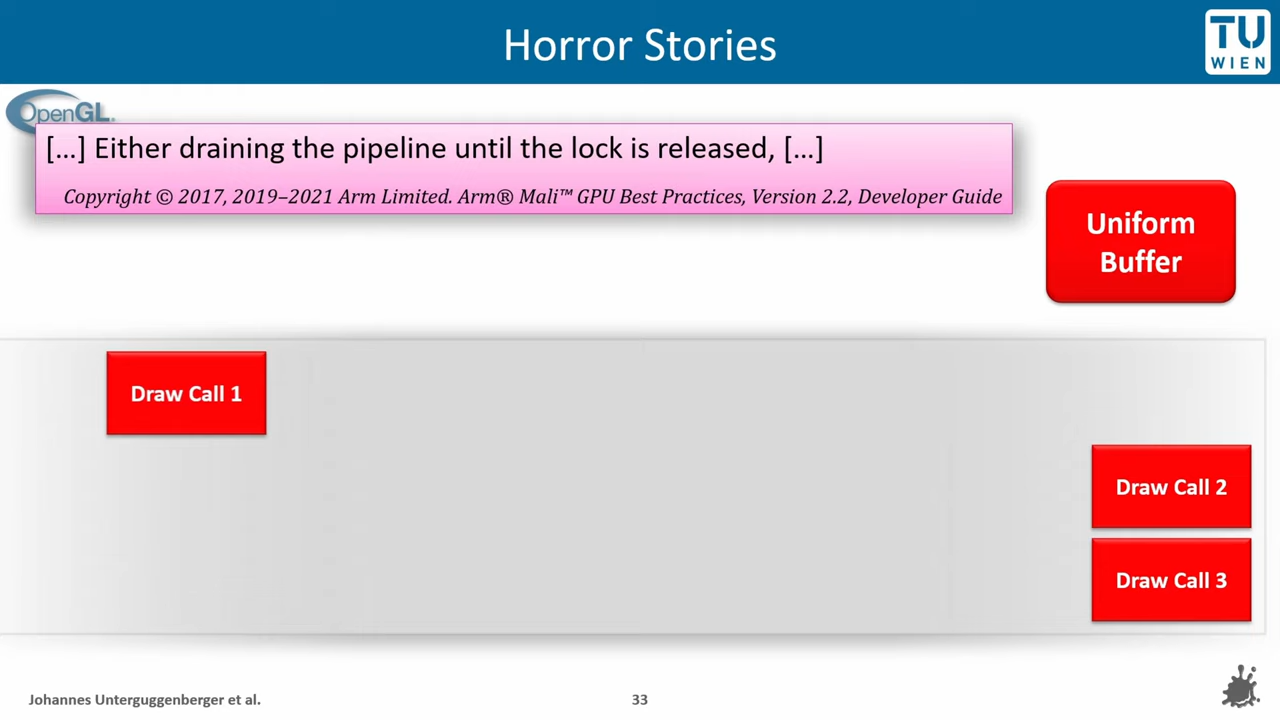 Horror Stories
TU
WIEN
OpenGL.
[...] Either draining the pipeline until the lock is released, [...]
Copyright © 2017, 2019–2021 Arm Limited. Arm® Mali™ GPU Best Practices, Version 2.2, Developer Guide
Uniform
Buffer
Draw Call 1
Draw Call 2
Draw Call 3
Johannes Unterguggenberger et al.
33